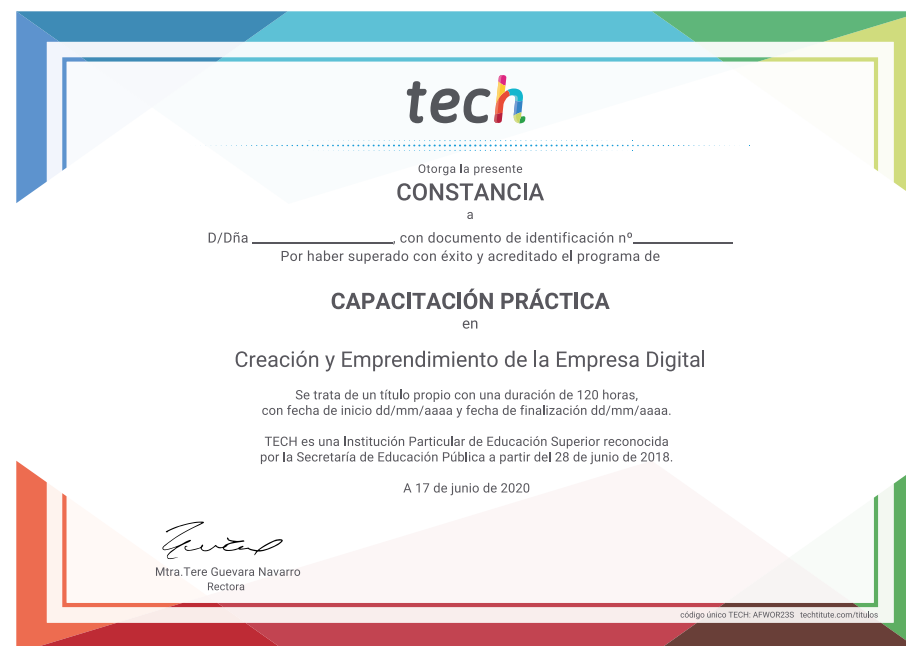 tech
Otorga la presente
CONSTANCIA
a
D/Dña ____________________, con documento de identificación nº______________
Por haber superado con éxito y acreditado el programa de
CAPACITACIÓN PRÁCTICA
en
Creación y Emprendimiento de la Empresa Digital
Se trata de un título propio con una duración de 120 horas,
con fecha de inicio dd/mm/aaaa y fecha de finalización dd/mm/aaaa.
TECH es una Institución Particular de Educación Superior reconocida
por la Secretaría de Educación Pública a partir del 28 de junio de 2018.
A 17 de junio de 2020
Mtra.Tere Guevara Navarro
Rectora
código único TECH: AFWOR23S techtitute.com/titulos